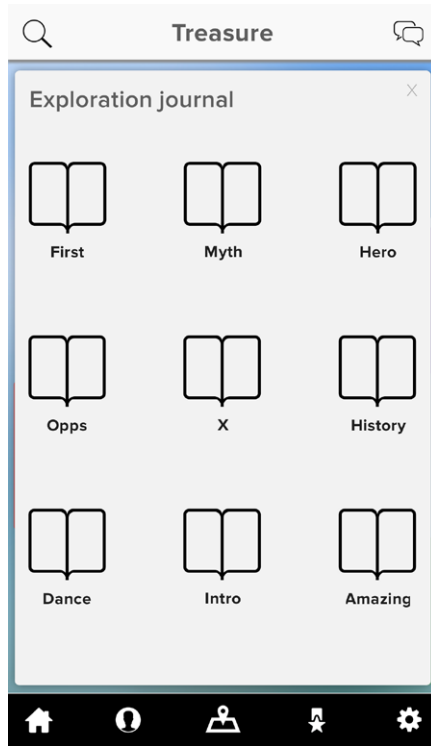 Treasure
Exploration journal
X
First
Myth
Hero
Opps
X
History
Dance
Intro
Amazing